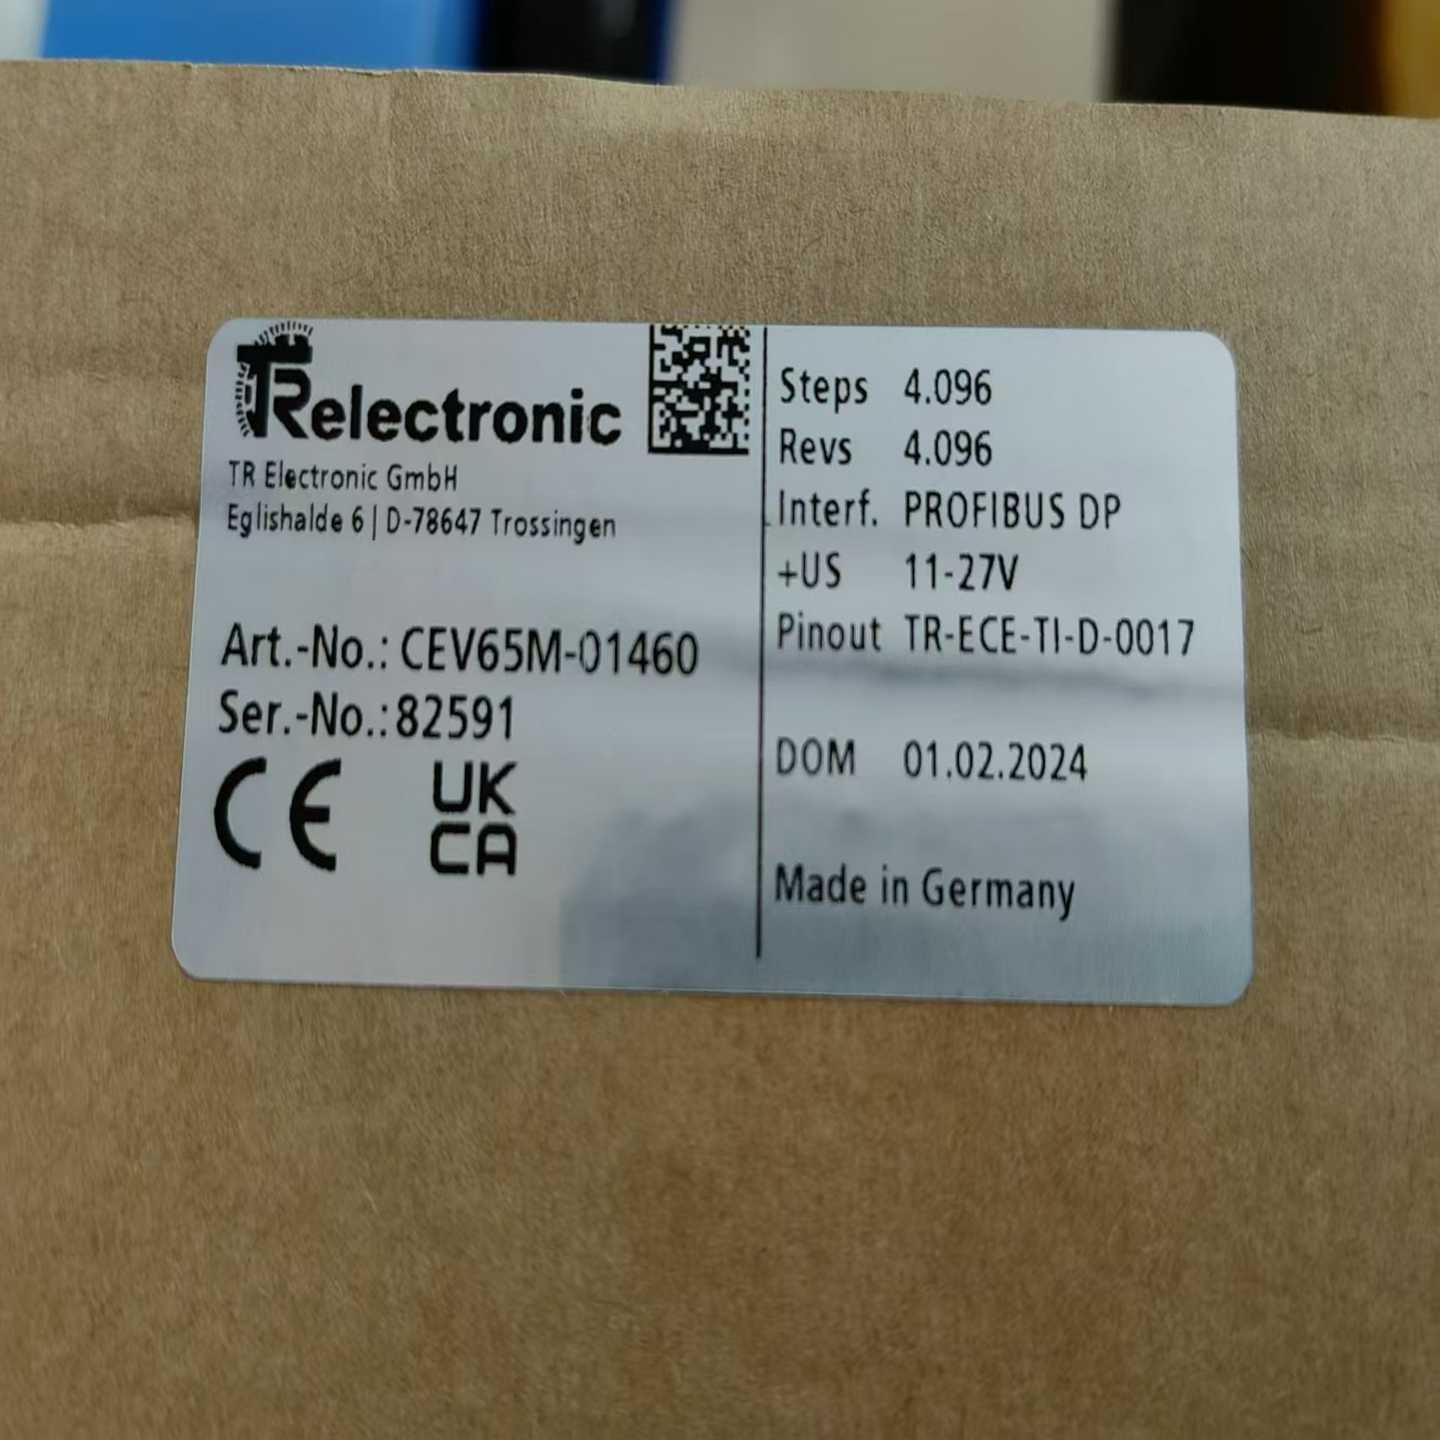 TRelectronic
TR Electronic GmbH
Eglishalde 6 | D-78647 Trossingen
Art.-No.: CEV65M-01460
Ser.-No.: 82591
CE
UK
CA
Steps 4.096
Revs 4.096
Interf. PROFIBUS DP
+US 11-27V
Pinout TR-ECE-TI-D-0017
DOM 01.02.2024
Made in Germany